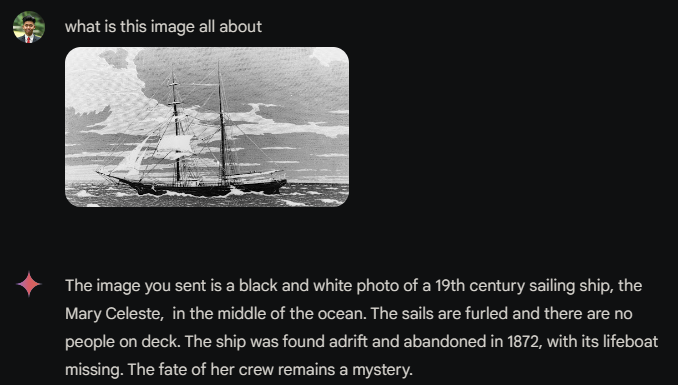 what is this image all about
The image you sent is a black and white photo of a 19th century sailing ship, the
Mary Celeste,  in the middle of the ocean. The sails are furled and there are no
people on deck. The ship was found adrift and abandoned in 1872, with its lifeboat
missing. The fate of her crew remains a mystery.